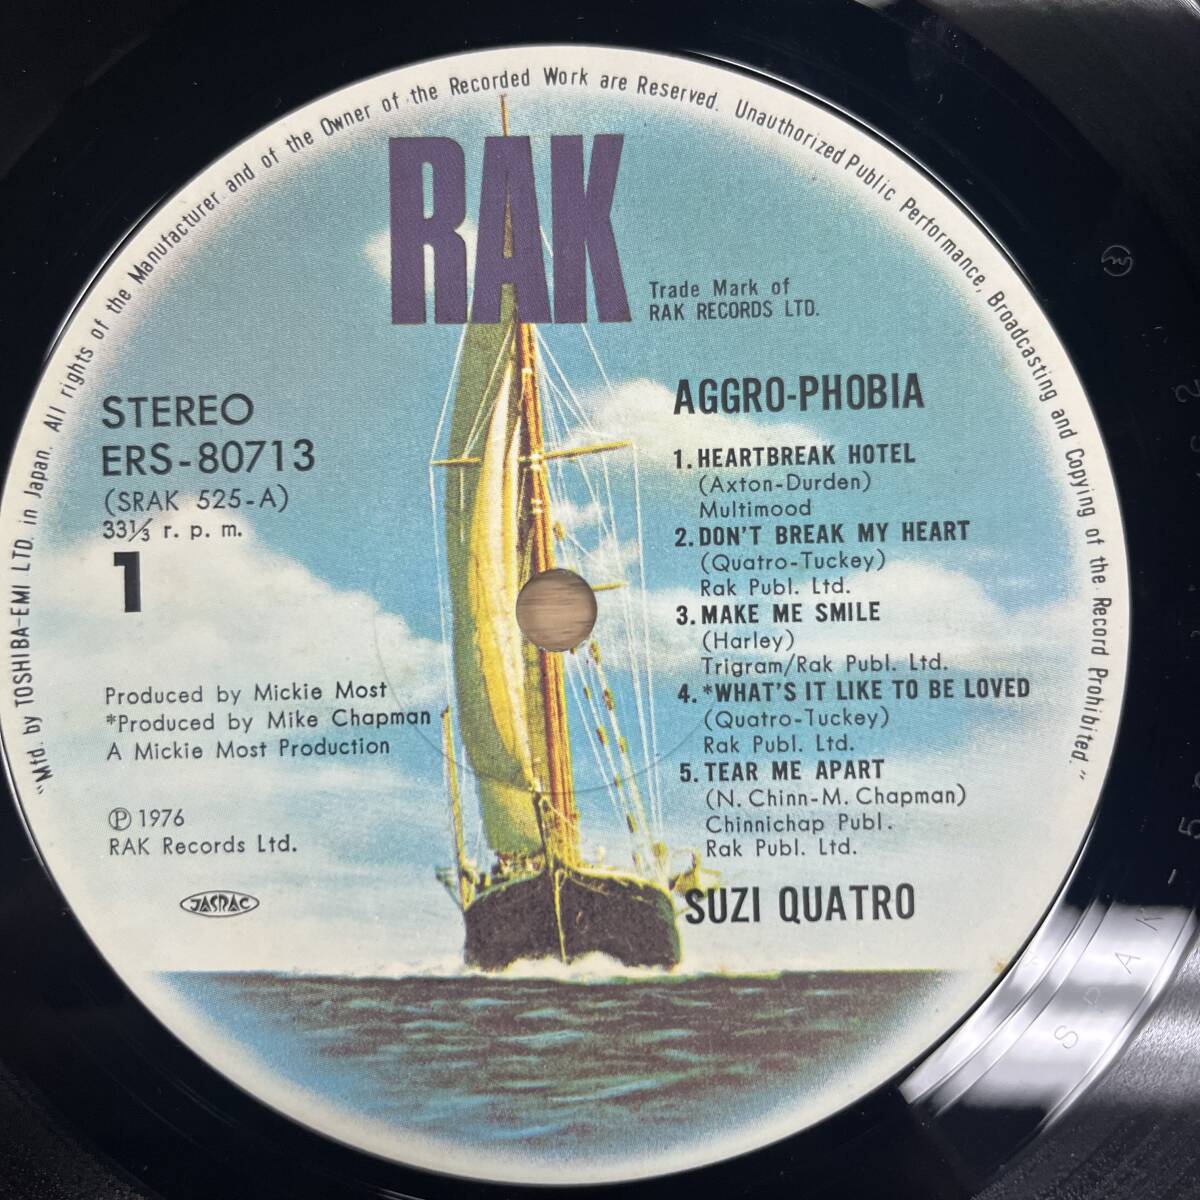 "Mfd. by TOSHIBA-EMI LTD. in Japan. All rights of the Manufacturer and of the Owner of the Recorded Work are Reserved. Unauthorized Public Performance, Broadcasting and Copying of the Record Prohibited."
RAK
Trade Mark of
RAK RECORDS LTD.
STEREO
ERS-80713
(SRAK 525-A)
33⅓ r. p. m.
1
Produced by Mickie Most
*Produced by Mike Chapman
A Mickie Most Production
Ⓟ 1976
RAK Records Ltd.
JASRAC
AGGRO-PHOBIA
1. HEARTBREAK HOTEL
(Axton-Durden)
Multimood
2. DON'T BREAK MY HEART
(Quatro-Tuckey)
Rak Publ. Ltd.
3. MAKE ME SMILE
(Harley)
Trigram/Rak Publ. Ltd.
4. *WHAT'S IT LIKE TO BE LOVED
(Quatro-Tuckey)
Rak Publ. Ltd.
5. TEAR ME APART
(N. Chinn-M. Chapman)
Chinnichap Publ.
Rak Publ. Ltd.
SUZI QUATRO